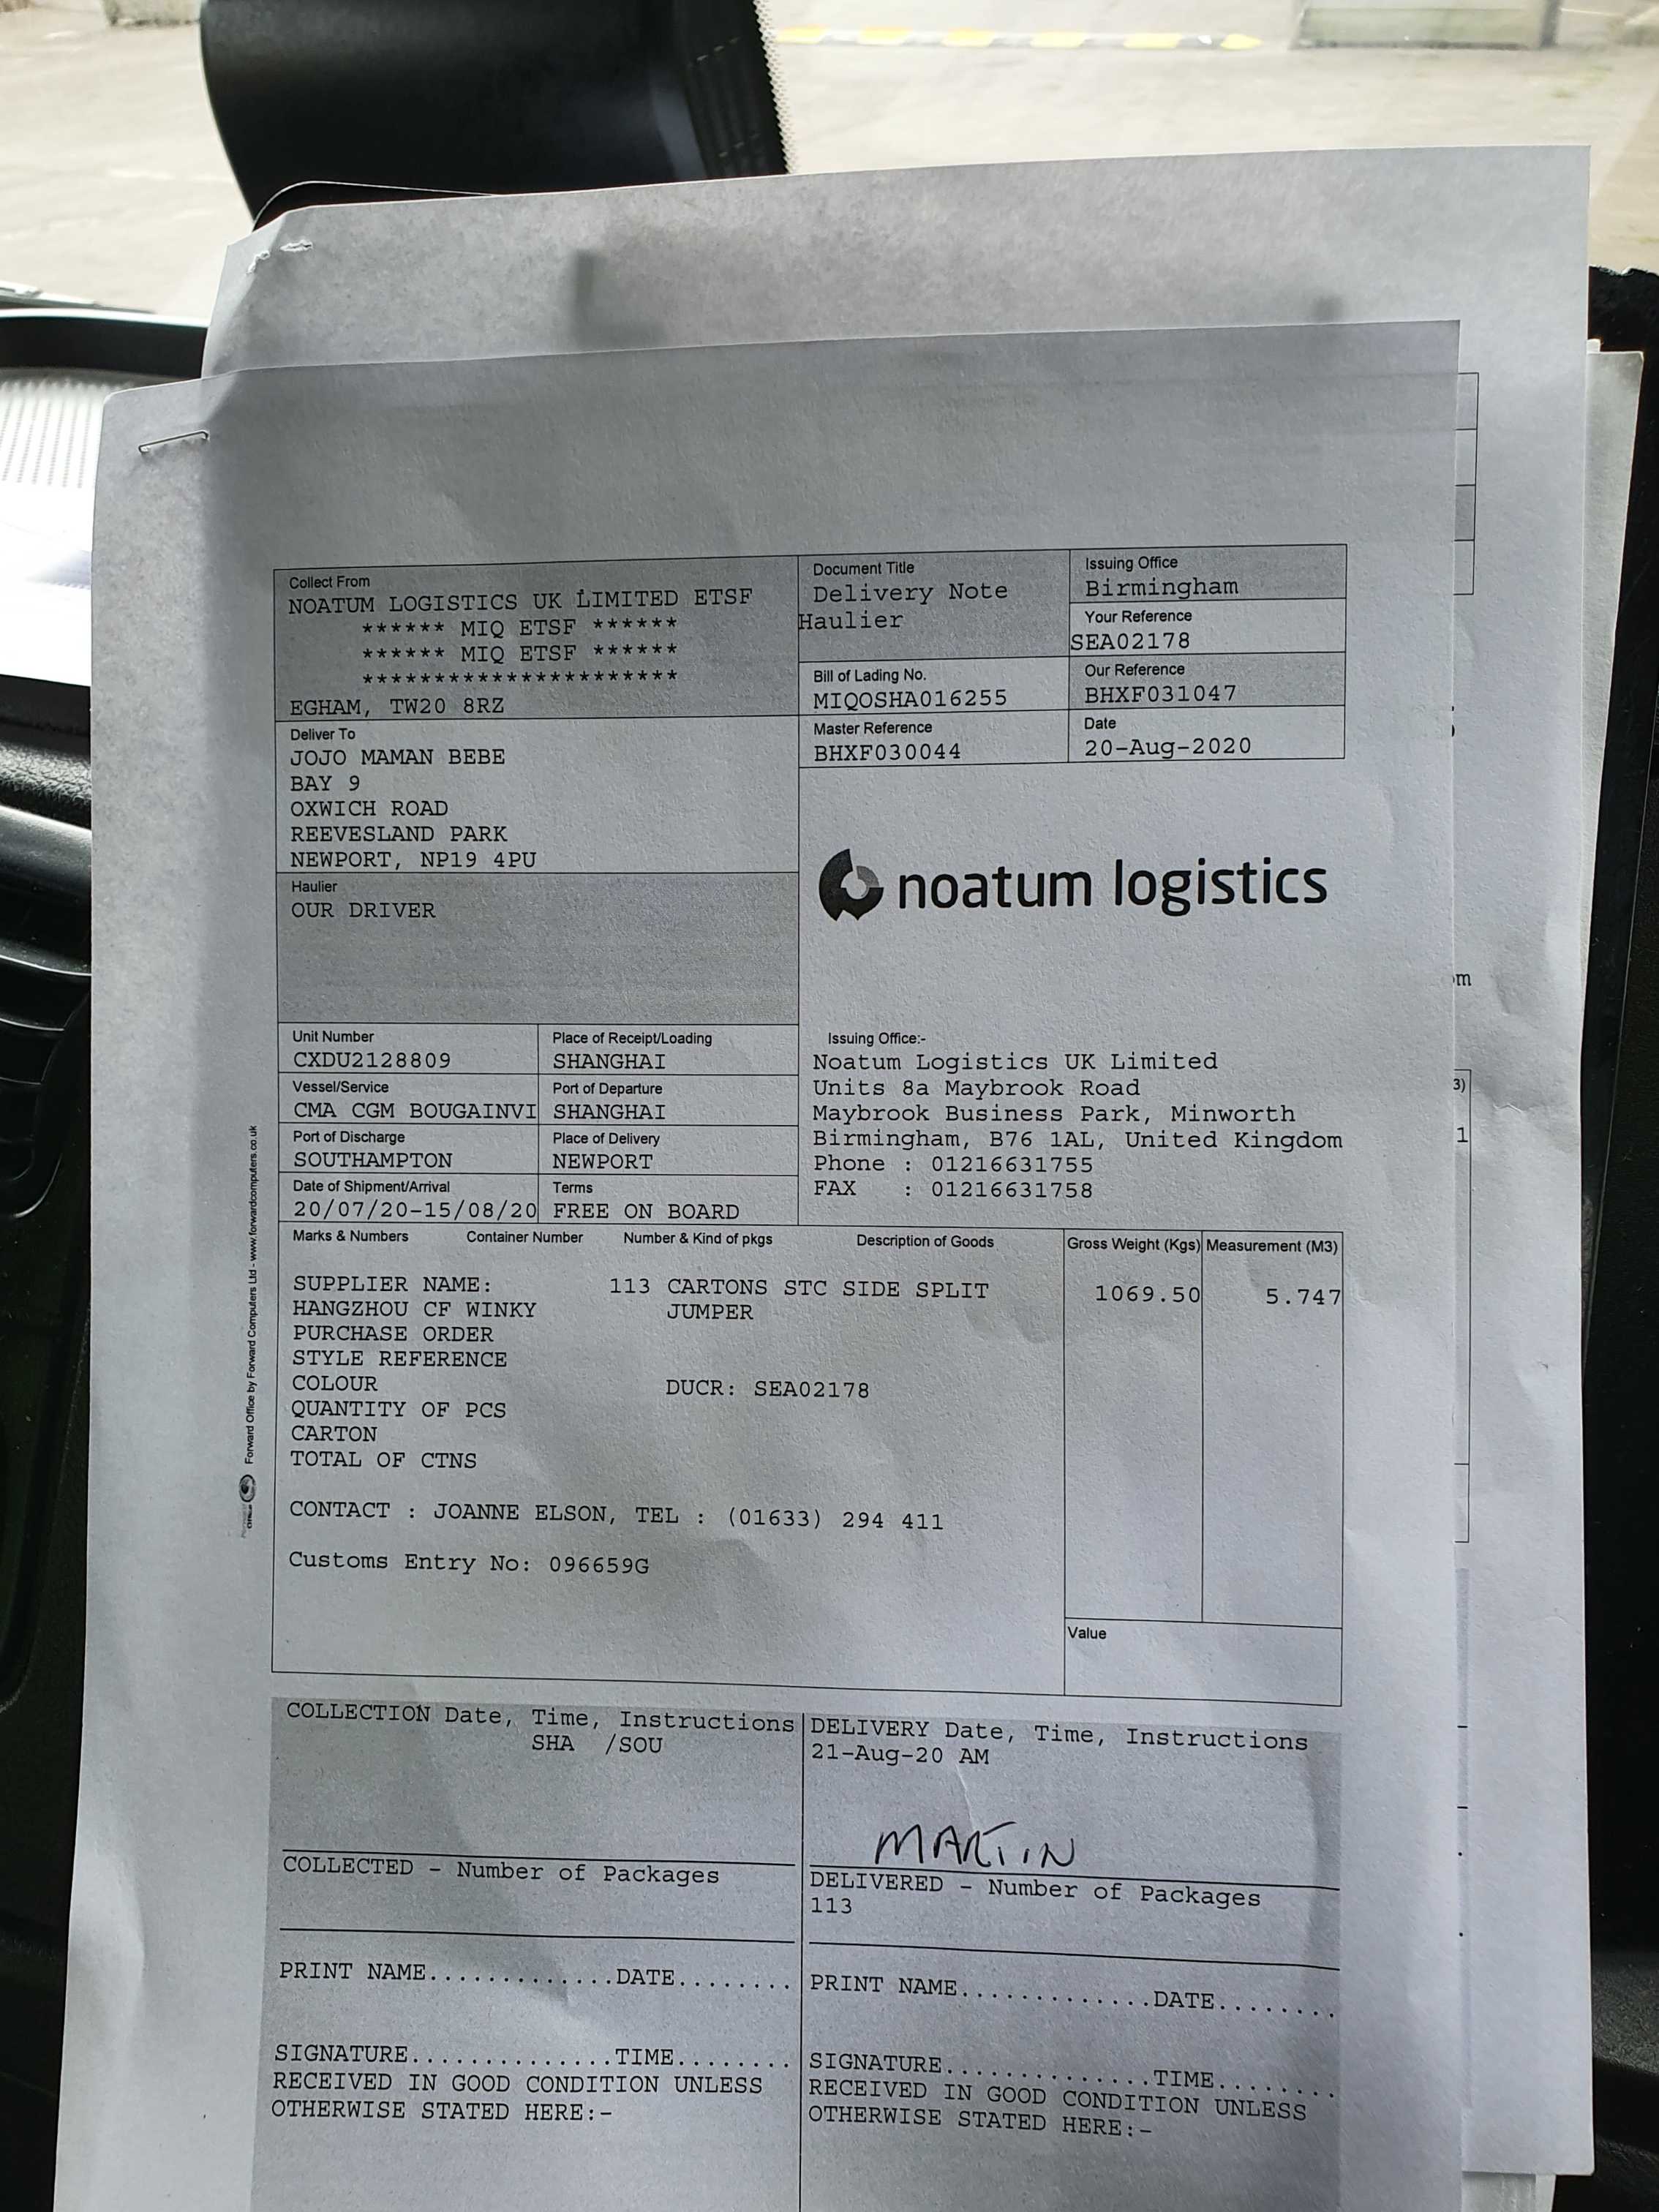 Collect From
NOATUM LOGISTICS UK LIMITED ETSF
****** MIQ ETSF ******
****** MIQ ETSF ******
**********************
EGHAM, TW20 8RZ
Document Title
Delivery Note
Haulier
Issuing Office
Birmingham
Your Reference
SEA02178
Bill of Lading No.
MIQOSHA016255
Our Reference
BHXF031047
Master Reference
BHXF030044
Date
20-Aug-2020
Deliver To
JOJO MAMAN BEBE
BAY 9
OXWICH ROAD
REEVESLAND PARK
NEWPORT, NP19 4PU
Haulier
OUR DRIVER
noatum logistics
Unit Number
CXDU2128809
Place of Receipt/Loading
SHANGHAI
Vessel/Service
CMA CGM BOUGAINVI
Port of Departure
SHANGHAI
Port of Discharge
SOUTHAMPTON
Place of Delivery
NEWPORT
Date of Shipment/Arrival
20/07/20-15/08/20
Terms
FREE ON BOARD
Issuing Office:-
Noatum Logistics UK Limited
Units 8a Maybrook Road
Maybrook Business Park, Minworth
Birmingham, B76 1AL, United Kingdom
Phone : 01216631755
FAX : 01216631758
Marks & Numbers Container Number Number & Kind of pkgs Description of Goods Gross Weight (Kgs) Measurement (M3)
SUPPLIER NAME: 113 CARTONS STC SIDE SPLIT 1069.50 5.747
HANGZHOU CF WINKY JUMPER
PURCHASE ORDER
STYLE REFERENCE
COLOUR DUCR: SEA02178
QUANTITY OF PCS
CARTON
TOTAL OF CTNS
CONTACT : JOANNE ELSON, TEL : (01633) 294 411
Customs Entry No: 096659G
Value
Forward Office by Forward Computers Ltd - www.forwardcomputers.co.uk
COLLECTION Date, Time, Instructions
SHA /SOU
COLLECTED - Number of Packages
PRINT NAME.............DATE........
SIGNATURE..............TIME........
RECEIVED IN GOOD CONDITION UNLESS
OTHERWISE STATED HERE:-
DELIVERY Date, Time, Instructions
21-Aug-20 AM
MARTIN
DELIVERED - Number of Packages
113
PRINT NAME.............DATE........
SIGNATURE..............TIME........
RECEIVED IN GOOD CONDITION UNLESS
OTHERWISE STATED HERE:-
om
3)
1